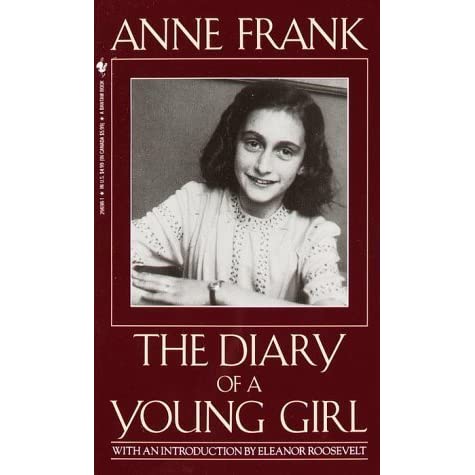 ANNE FRANK
THE DIARY
OF A
YOUNG GIRL
WITH AN INTRODUCTION BY ELEANOR ROOSEVELT